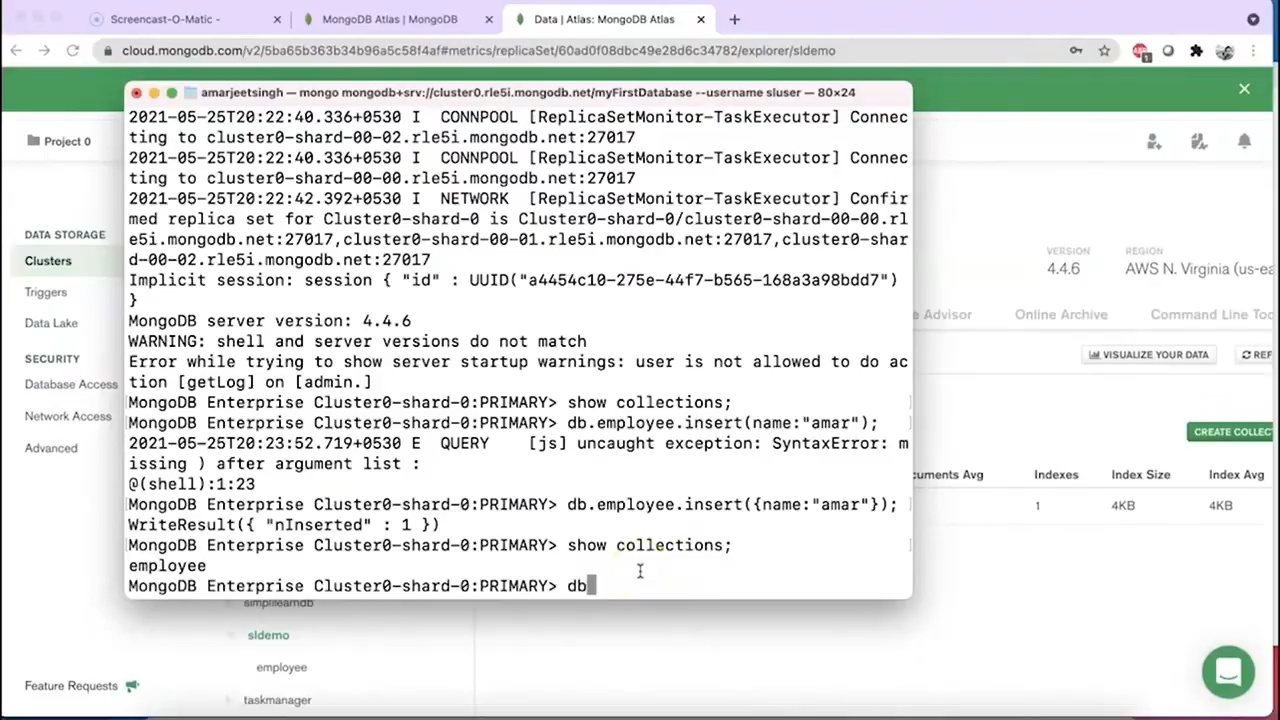 Screencast-O-Matic -
MongoDB Atlas | MongoDB
Data | Atlas: MongoDB Atlas
cloud.mongodb.com/v2/5ba65b363b34b96a5c58f4af#metrics/replicaSet/60ad0f08dbc49e28d6c34782/explorer/sldemo
amarjeetsingh — mongo mongodb+srv://cluster0.rle5i.mongodb.net/myFirstDatabase --username sluser — 80×24
2021-05-25T20:22:40.336+0530 I  CONNPOOL [ReplicaSetMonitor-TaskExecutor] Connec
ting to cluster0-shard-00-02.rle5i.mongodb.net:27017
2021-05-25T20:22:40.336+0530 I  CONNPOOL [ReplicaSetMonitor-TaskExecutor] Connec
ting to cluster0-shard-00-00.rle5i.mongodb.net:27017
2021-05-25T20:22:42.392+0530 I  NETWORK  [ReplicaSetMonitor-TaskExecutor] Confir
med replica set for Cluster0-shard-0 is Cluster0-shard-0/cluster0-shard-00-00.rl
e5i.mongodb.net:27017,cluster0-shard-00-01.rle5i.mongodb.net:27017,cluster0-shar
d-00-02.rle5i.mongodb.net:27017
Implicit session: session { "id" : UUID("a4454c10-275e-44f7-b565-168a3a98bdd7")
}
MongoDB server version: 4.4.6
WARNING: shell and server versions do not match
Error while trying to show server startup warnings: user is not allowed to do ac
tion [getLog] on [admin.]
MongoDB Enterprise Cluster0-shard-0:PRIMARY> show collections;
MongoDB Enterprise Cluster0-shard-0:PRIMARY> db.employee.insert(name:"amar");
2021-05-25T20:23:52.719+0530 E  QUERY    [js] uncaught exception: SyntaxError: m
issing ) after argument list :
@(shell):1:23
MongoDB Enterprise Cluster0-shard-0:PRIMARY> db.employee.insert({name:"amar"});
WriteResult({ "nInserted" : 1 })
MongoDB Enterprise Cluster0-shard-0:PRIMARY> show collections;
employee
MongoDB Enterprise Cluster0-shard-0:PRIMARY> db
Project 0
DATA STORAGE
Clusters
Triggers
Data Lake
SECURITY
Database Access
Network Access
Advanced
Feature Requests
simplilearndb
sldemo
employee
taskmanager
VERSION
4.4.6
REGION
AWS N. Virginia (us-ea
e Advisor
Online Archive
Command Line Too
VISUALIZE YOUR DATA
REF
CREATE COLLEC
cuments Avg
Indexes
Index Size
Index Avg
1
4KB
4KB
1